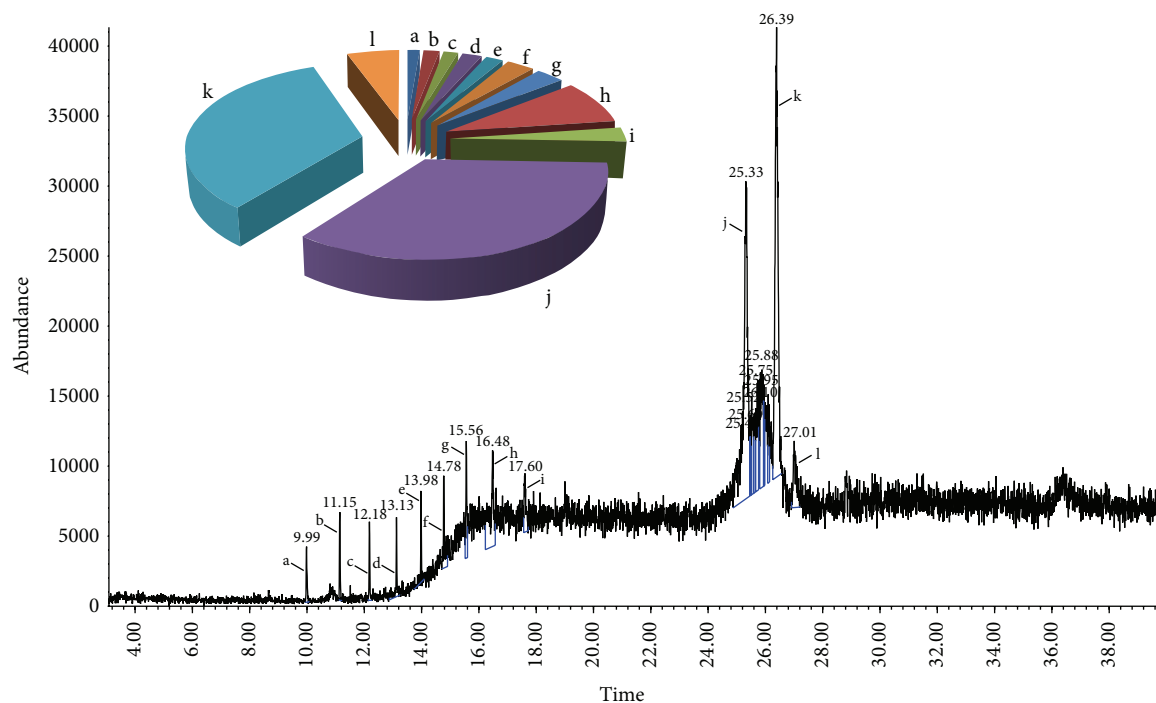 26.39
40000
35000
30000
25000
20000
15000
10000
5000
0
Abundance
a
b
c
d
e
f
g
h
i
j
k
l
25.33
j
k
25.88
25.75
27.01
l
15.56
g
16.48
h
14.78
17.60
i
13.98
e
f
13.13
d
12.18
c
11.15
b
9.99
a
4.00
6.00
8.00
10.00
12.00
14.00
16.00
18.00
20.00
22.00
24.00
26.00
28.00
30.00
32.00
34.00
36.00
38.00
Time